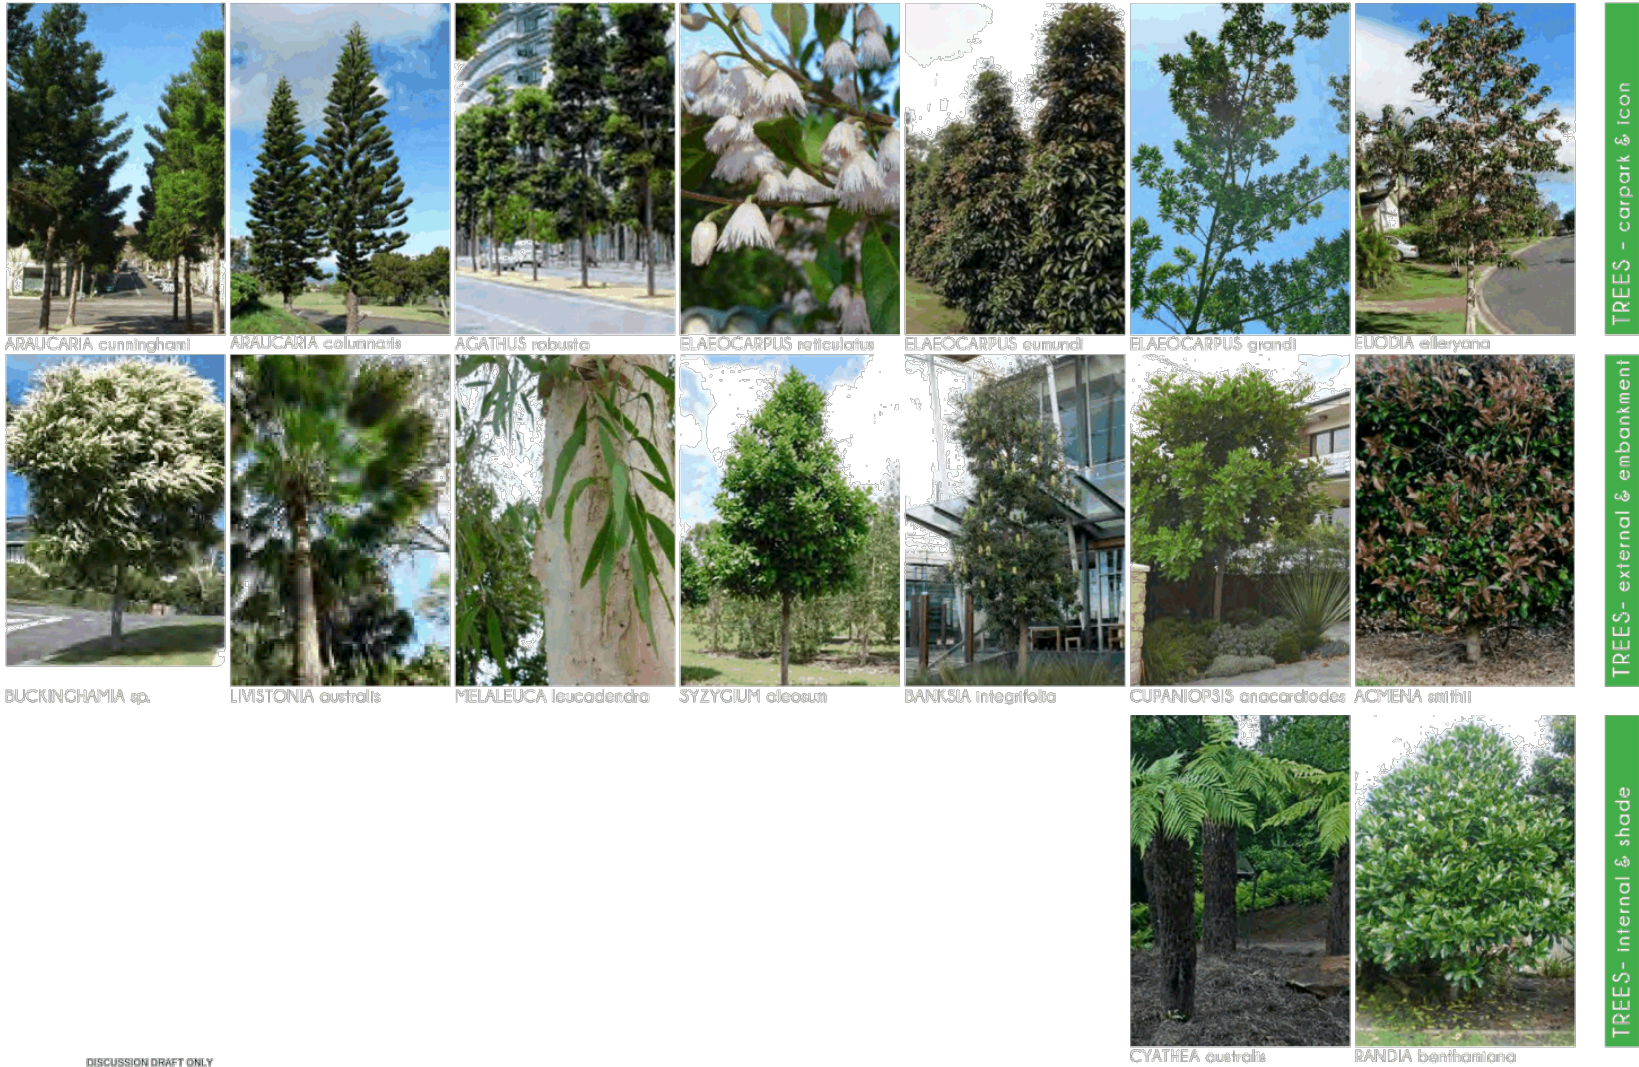 ARAUCARIA cunninghami
ARAUCARIA columnaris
AGATHUS robusta
ELAEOCARPUS reticulatus
ELAEOCARPUS eumundi
ELAEOCARPUS grandi
EUODIA elleryana
TREES - carpark & icon
BUCKINGHAMIA sp.
LIVISTONIA australis
MELALEUCA leucadendra
SYZYGIUM oleosum
BANKSIA integrifolia
CUPANIOPSIS anacardiodes
ACMENA smithii
TREES- external & embankment
CYATHEA australis
RANDIA benthamiana
TREES- internal & shade
DISCUSSION DRAFT ONLY